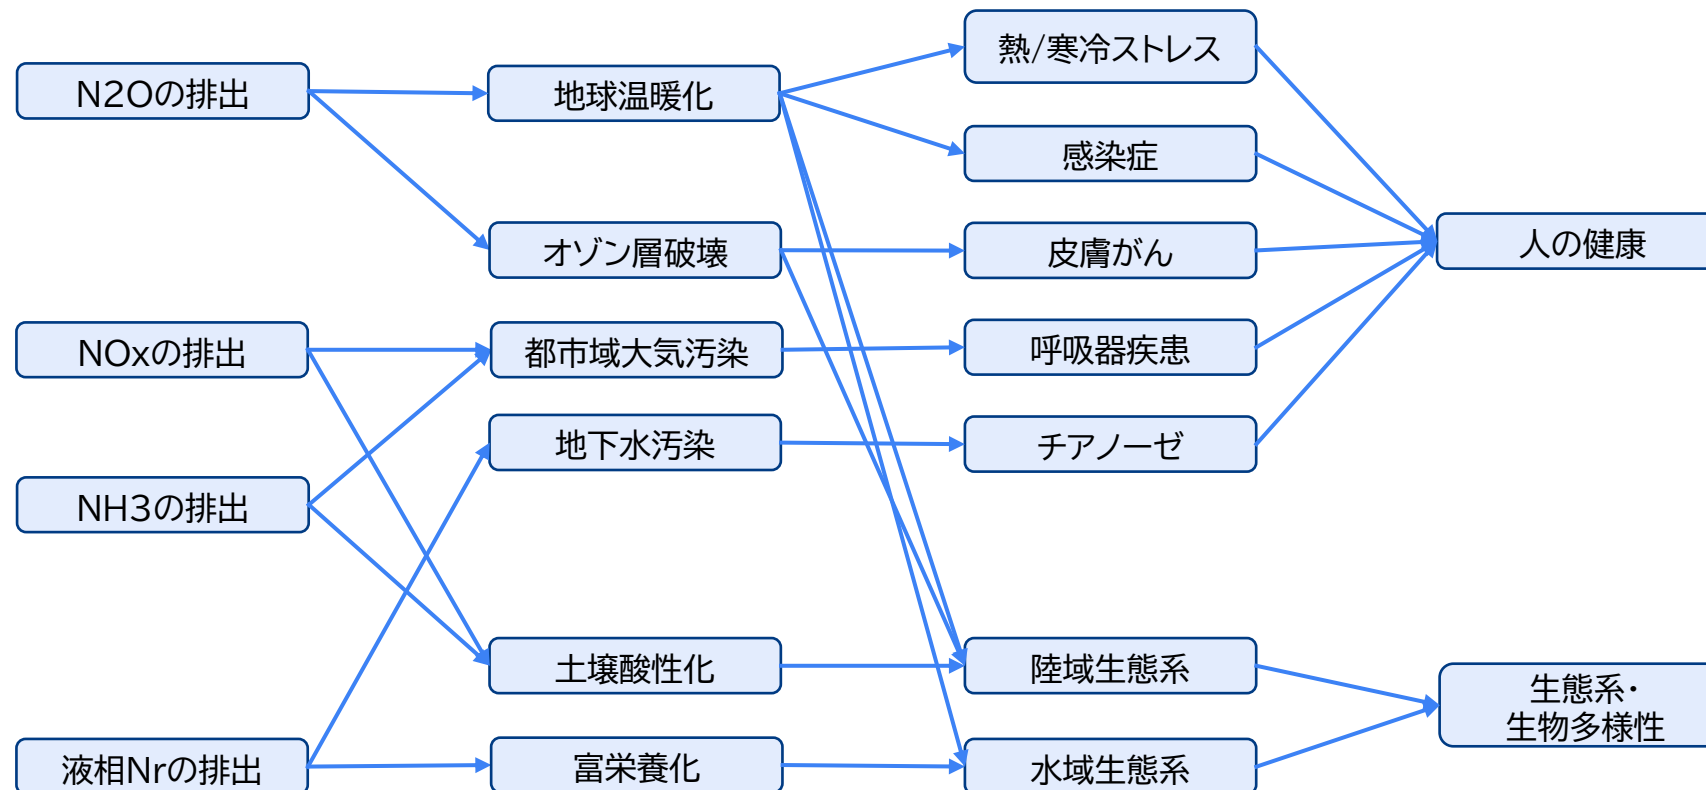 N2Oの排出
NOxの排出
NH3の排出
液相Nrの排出
地球温暖化
オゾン層破壊
都市域大気汚染
地下水汚染
土壌酸性化
富栄養化
熱/寒冷ストレス
感染症
皮膚がん
呼吸器疾患
チアノーゼ
陸域生態系
水域生態系
人の健康
生態系・
生物多様性